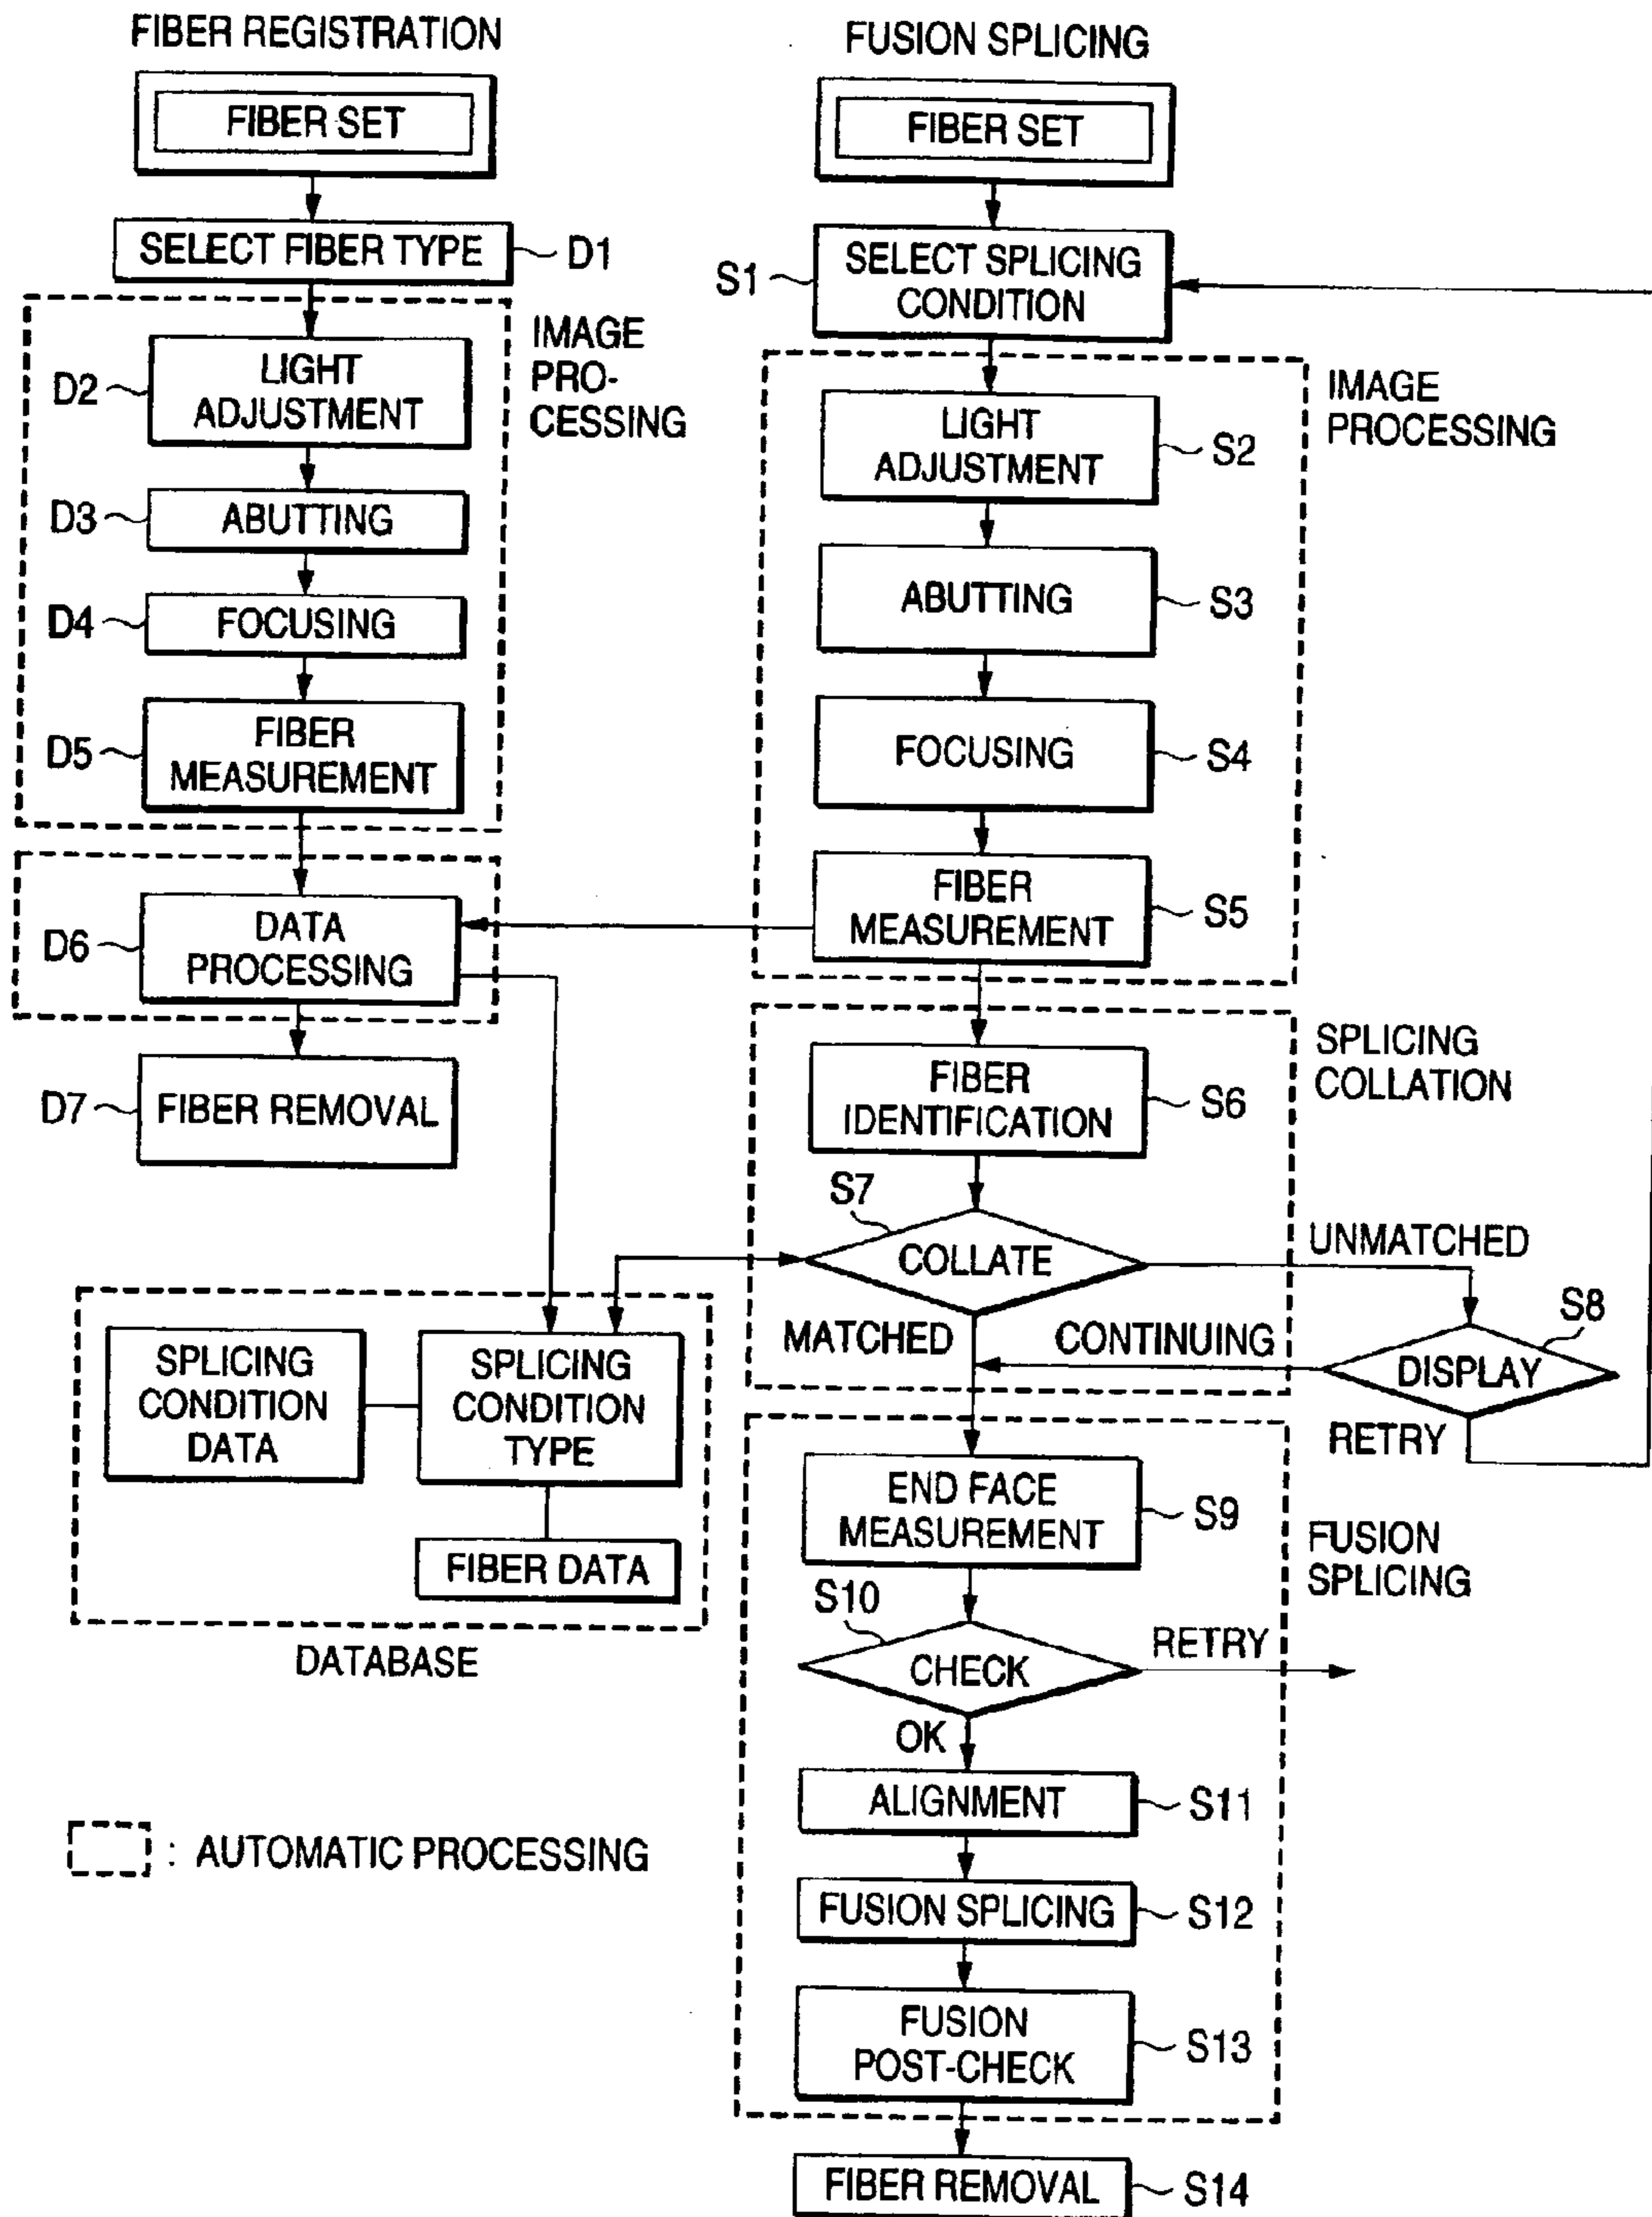 FIBER REGISTRATION
FIBER SET
SELECT FIBER TYPE
D1
IMAGE
PRO-
CESSING
LIGHT
ADJUSTMENT
D2
ABUTTING
D3
FOCUSING
D4
FIBER
MEASUREMENT
D5
DATA
PROCESSING
D6
FIBER REMOVAL
D7
SPLICING
CONDITION
DATA
SPLICING
CONDITION
TYPE
FIBER DATA
DATABASE
: AUTOMATIC PROCESSING
FUSION SPLICING
FIBER SET
SELECT SPLICING
CONDITION
S1
IMAGE
PROCESSING
LIGHT
ADJUSTMENT
S2
ABUTTING
S3
FOCUSING
S4
FIBER
MEASUREMENT
S5
SPLICING
COLLATION
FIBER
IDENTIFICATION
S6
S7
COLLATE
UNMATCHED
S8
MATCHED
CONTINUING
DISPLAY
RETRY
END FACE
MEASUREMENT
S9
FUSION
SPLICING
S10
CHECK
RETRY
OK
ALIGNMENT
S11
FUSION SPLICING
S12
FUSION
POST-CHECK
S13
FIBER REMOVAL
S14